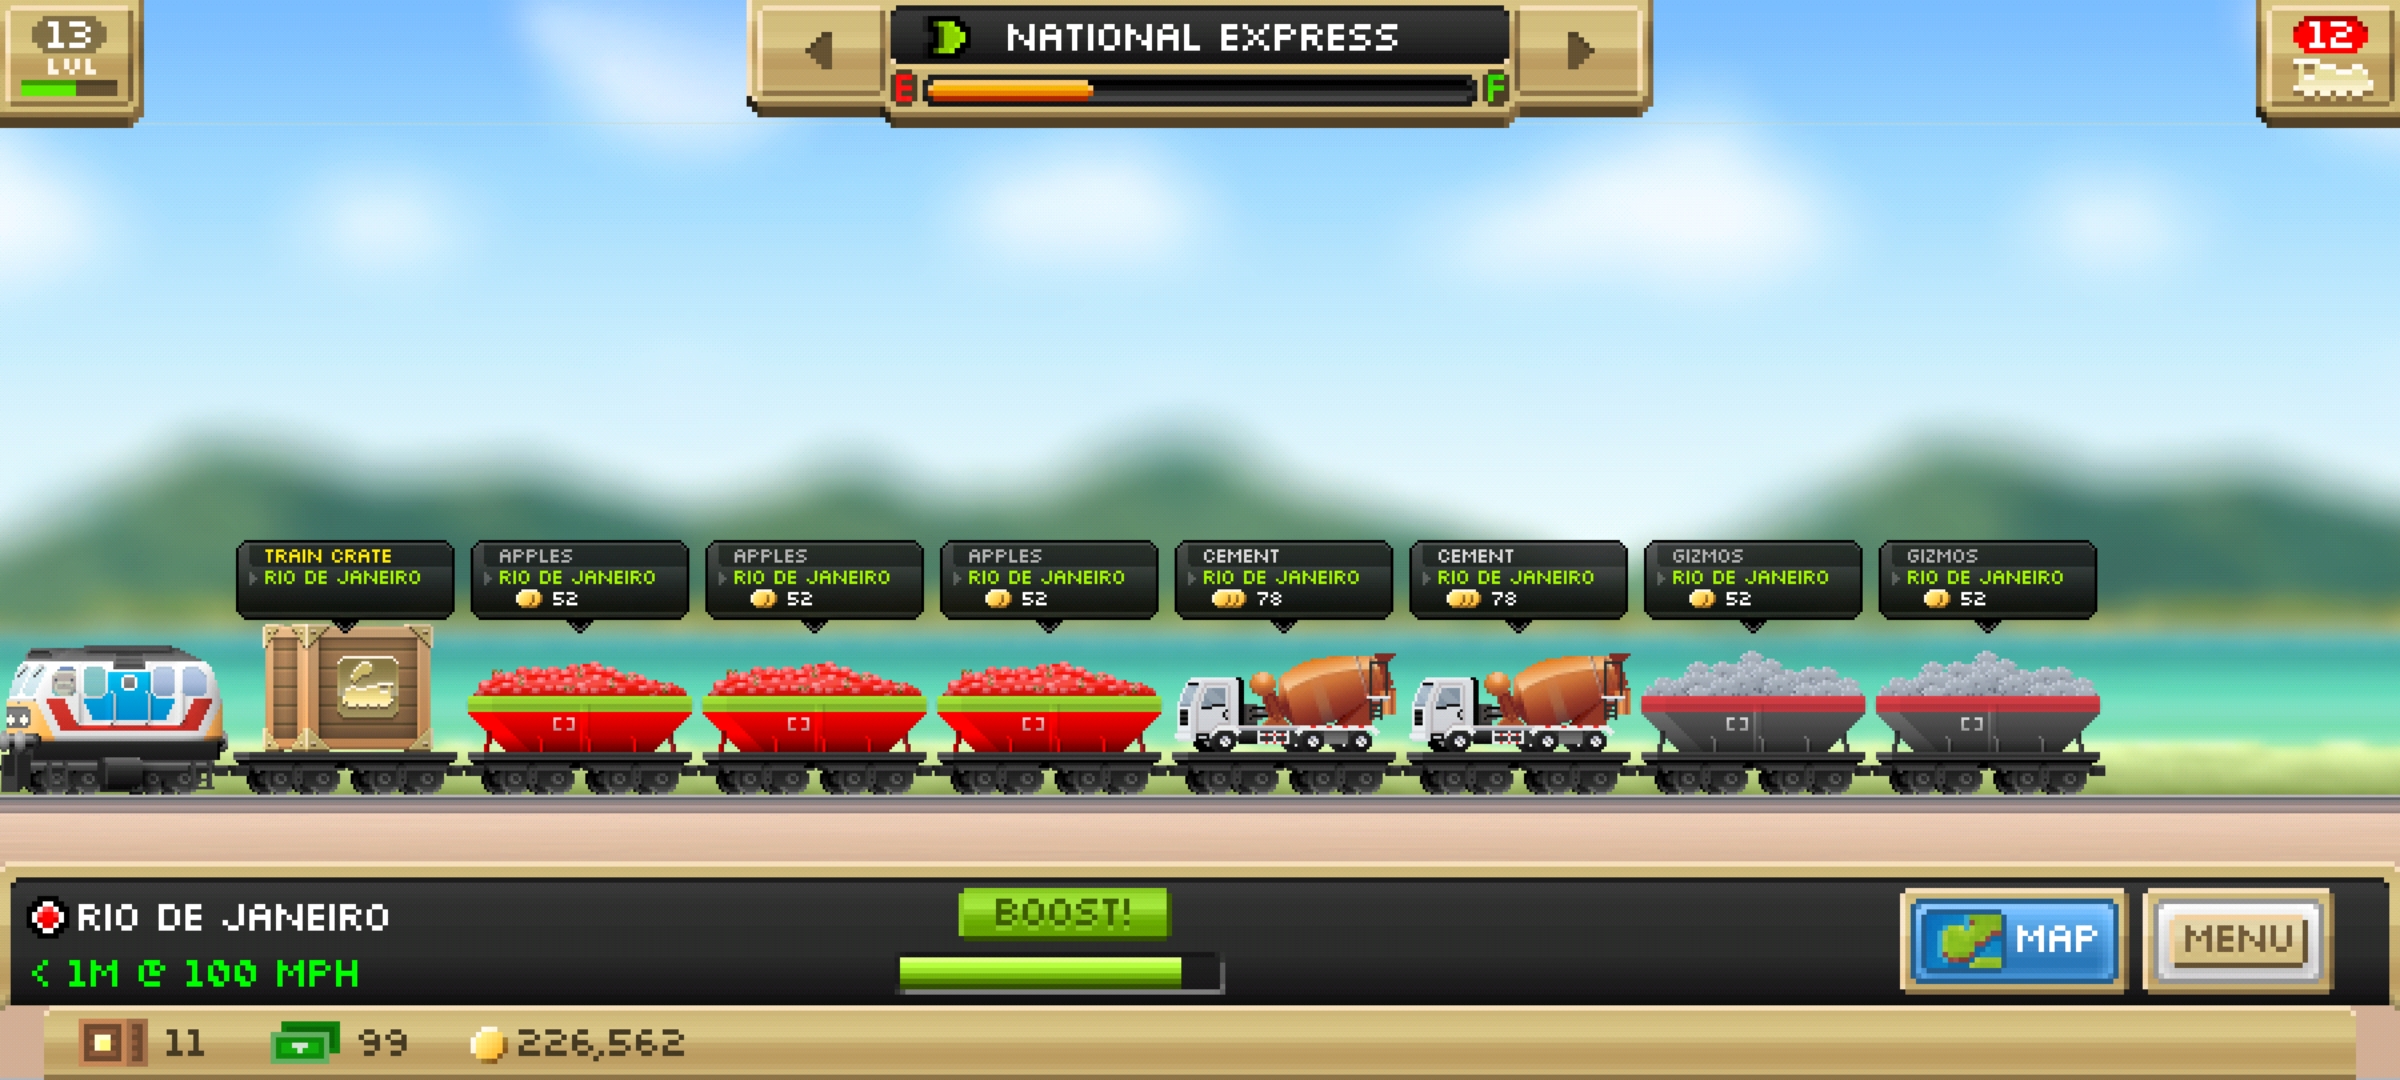 13
LVL
NATIONAL EXPRESS
E
F
12
TRAIN CRATE
RIO DE JANEIRO
APPLES
RIO DE JANEIRO
52
APPLES
RIO DE JANEIRO
52
APPLES
RIO DE JANEIRO
52
CEMENT
RIO DE JANEIRO
78
CEMENT
RIO DE JANEIRO
78
GIZMOS
RIO DE JANEIRO
52
GIZMOS
RIO DE JANEIRO
52
RIO DE JANEIRO
< 1M @ 100 MPH
BOOST!
MAP
MENU
11
99
226,562